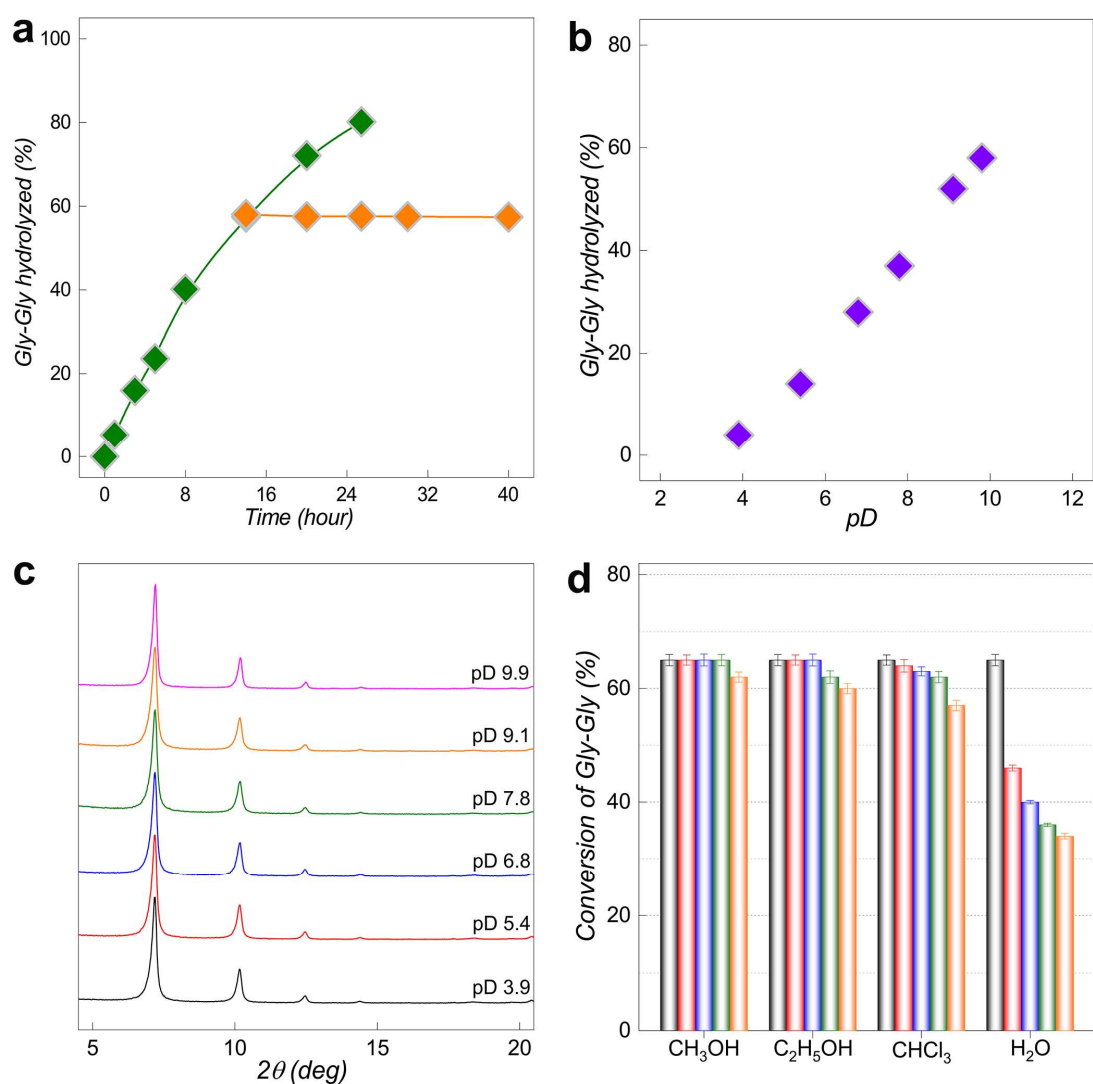 a
100
80
60
40
20
0
Gly-Gly hydrolyzed (%)
0 8 16 24 32 40
Time (hour)
b
80
60
40
20
0
Gly-Gly hydrolyzed (%)
2 4 6 8 10 12
pD
c
pD 9.9
pD 9.1
pD 7.8
pD 6.8
pD 5.4
pD 3.9
5 10 15 20
2θ (deg)
d
80
60
40
20
0
Conversion of Gly-Gly (%)
CH₃OH C₂H₅OH CHCl₃ H₂O